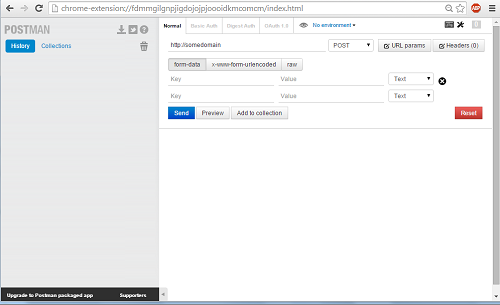 chrome-extension://fdmmgilgnpjigdojojpjoooidkmcomcm/index.html
ABP
POSTMAN
History Collections
Normal Basic Auth Digest Auth OAuth 1.0 No environment
http://somedomain POST URL params Headers (0)
form-data x-www-form-urlencoded raw
Key Value Text
Key Value Text
Send Preview Add to collection Reset
Upgrade to Postman packaged app Supporters